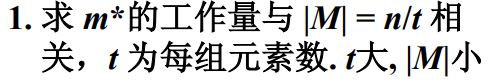 1. 求 m*的工作量与 |M| = n/t 相
关，t 为每组元素数. t大, |M|小